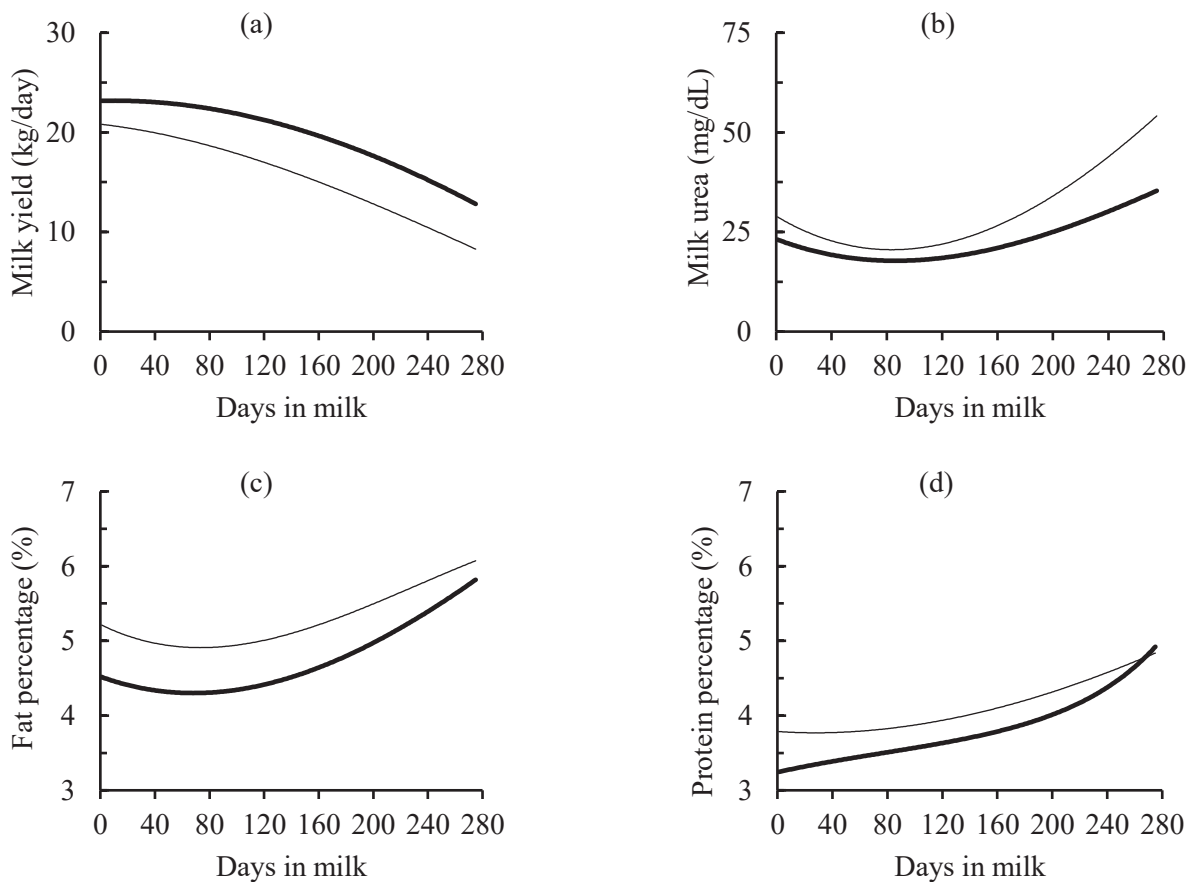 (a)
30
20
10
0
Milk yield (kg/day)
0 40 80 120 160 200 240 280
Days in milk
(b)
75
50
25
0
Milk urea (mg/dL)
0 40 80 120 160 200 240 280
Days in milk
(c)
7
6
5
4
3
Fat percentage (%)
0 40 80 120 160 200 240 280
Days in milk
(d)
7
6
5
4
3
Protein percentage (%)
0 40 80 120 160 200 240 280
Days in milk